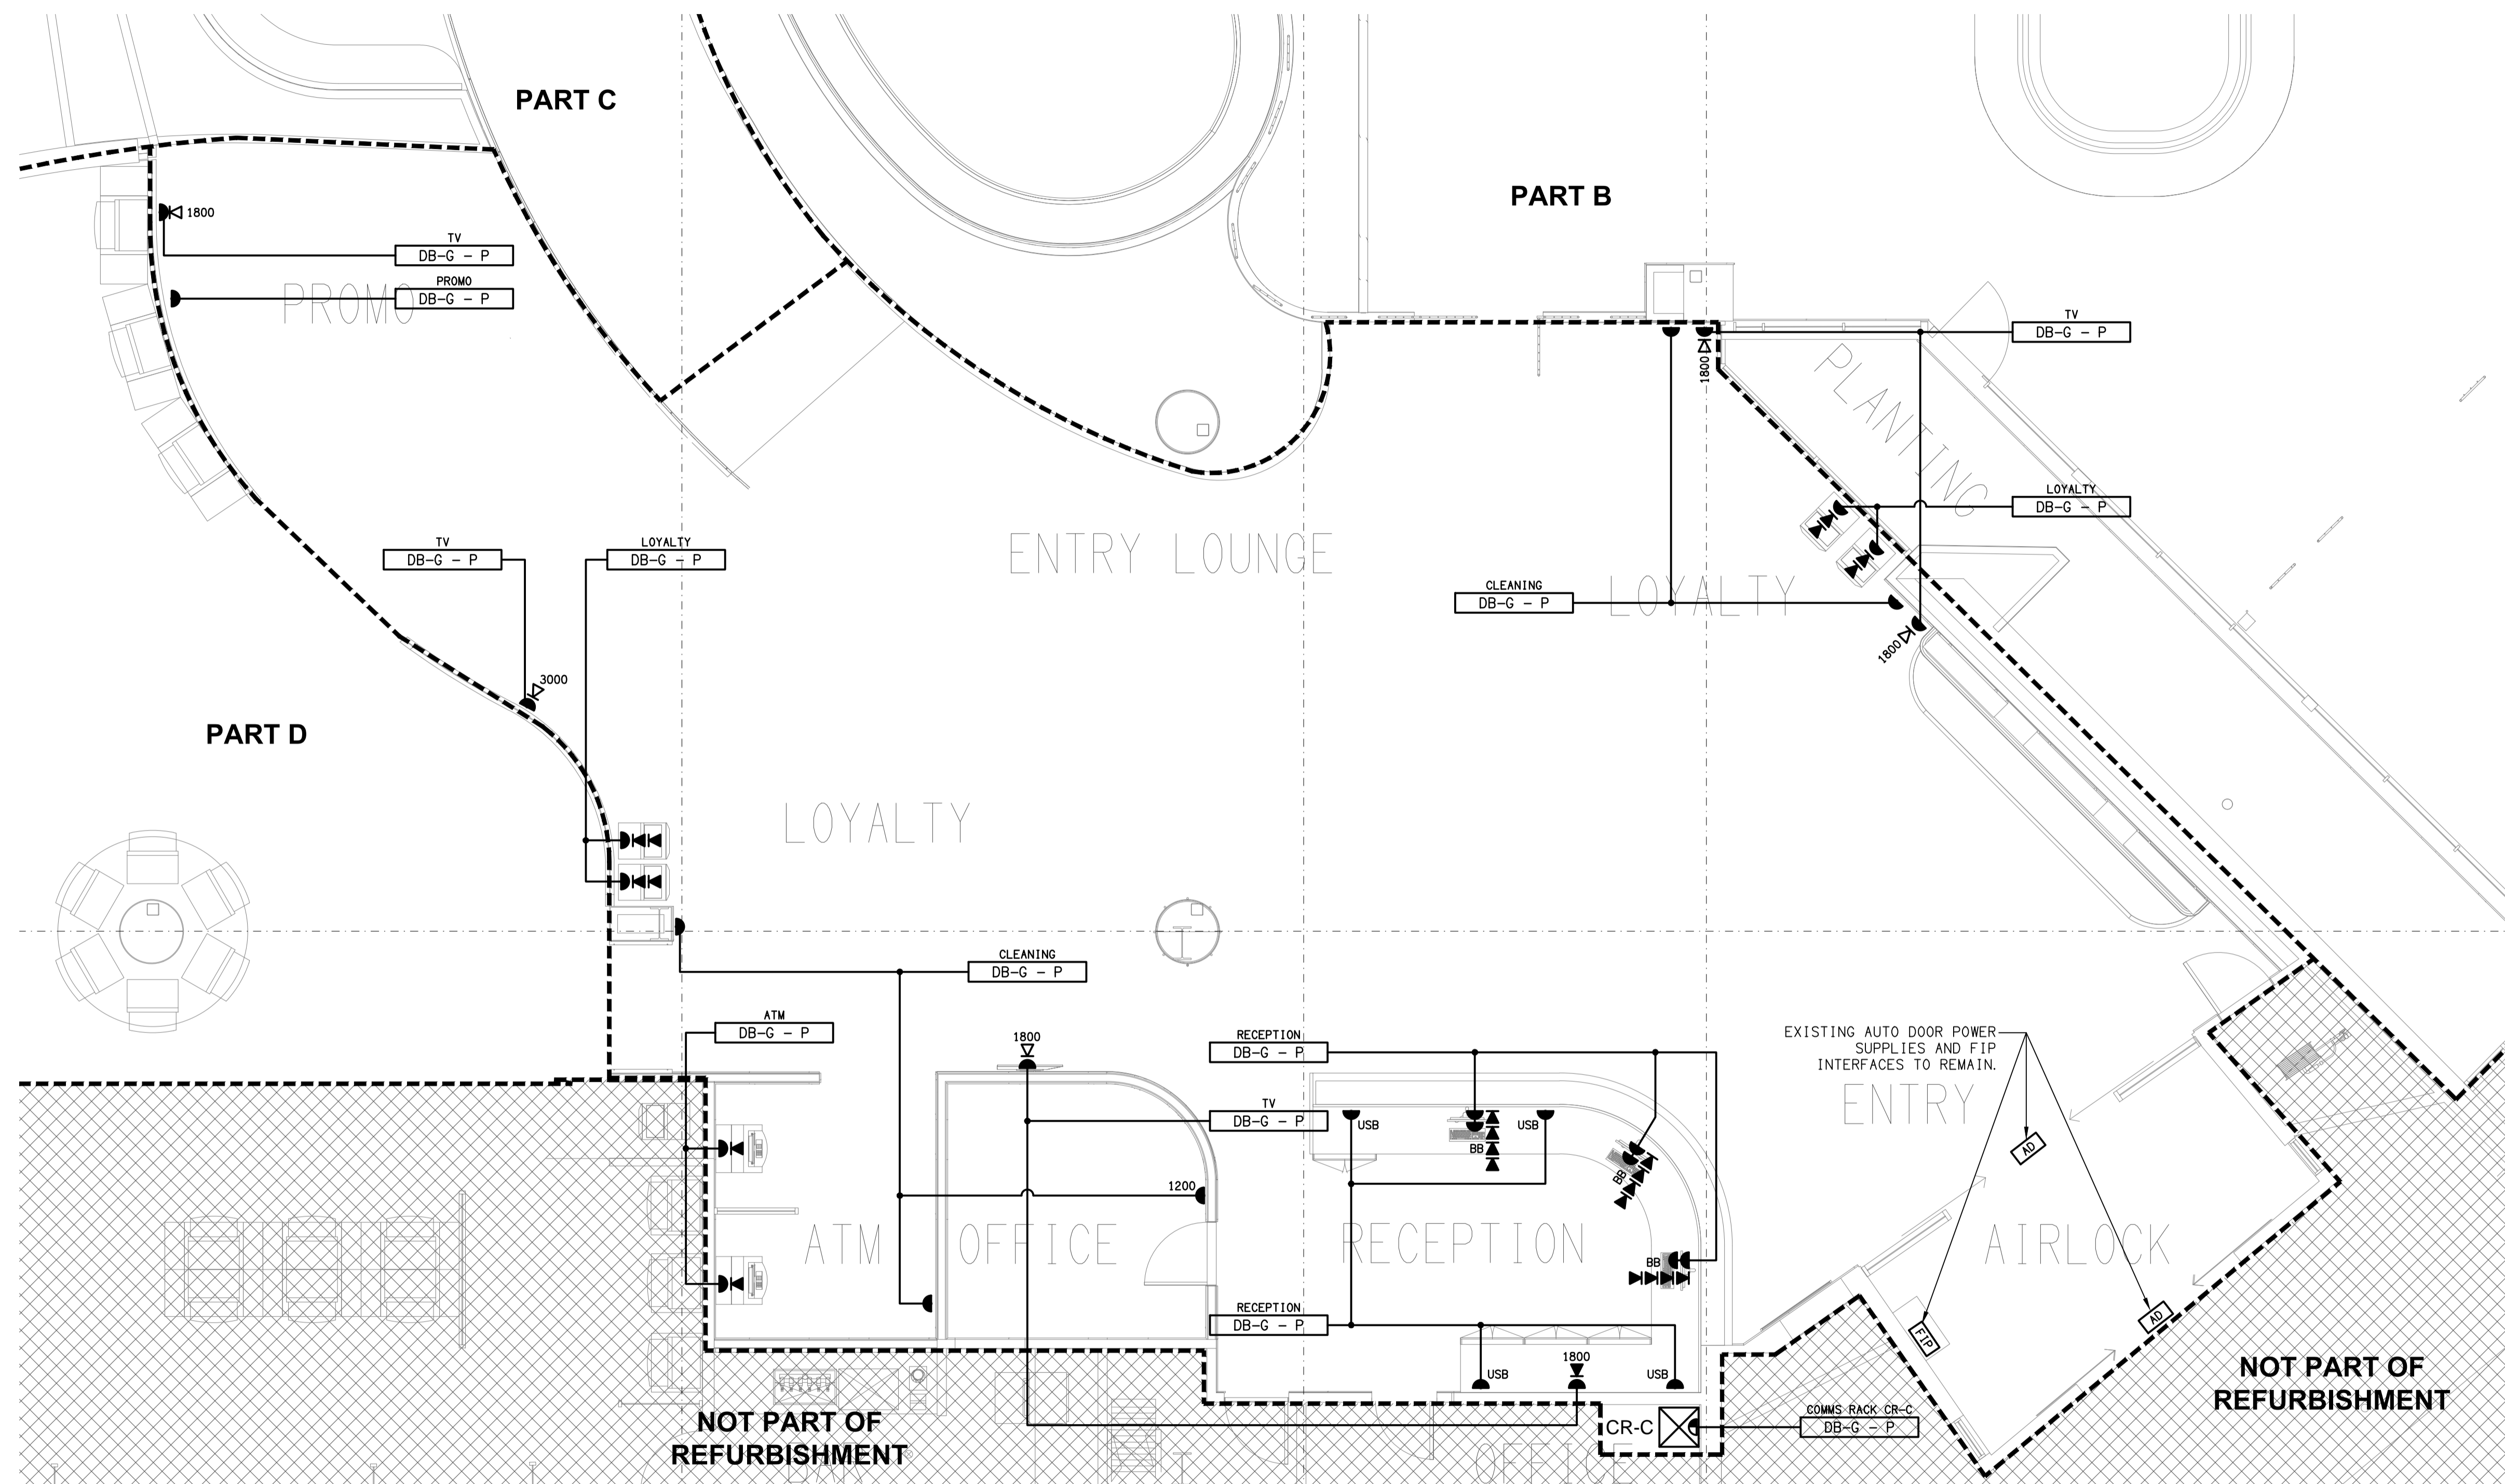 PART C
PART B
1800
TV
DB-G - P
PROMO
DB-G - P
PROMO
TV
DB-G - P
1800
PLANTING
LOYALTY
DB-G - P
TV
DB-G - P
LOYALTY
DB-G - P
ENTRY LOUNGE
CLEANING
DB-G - P
LOYALTY
1800
3000
PART D
LOYALTY
CLEANING
DB-G - P
ATM
DB-G - P
1800
RECEPTION
DB-G - P
EXISTING AUTO DOOR POWER
SUPPLIES AND FIP
INTERFACES TO REMAIN.
ENTRY
TV
DB-G - P
USB
USB
BB
BB
AD
1200
ATM
OFFICE
RECEPTION
BB
AIRLOCK
RECEPTION
DB-G - P
AD
FIP
1800
USB
USB
NOT PART OF
REFURBISHMENT
NOT PART OF
REFURBISHMENT
CR-C
COMMS RACK CR-C
DB-G - P
OFFICE